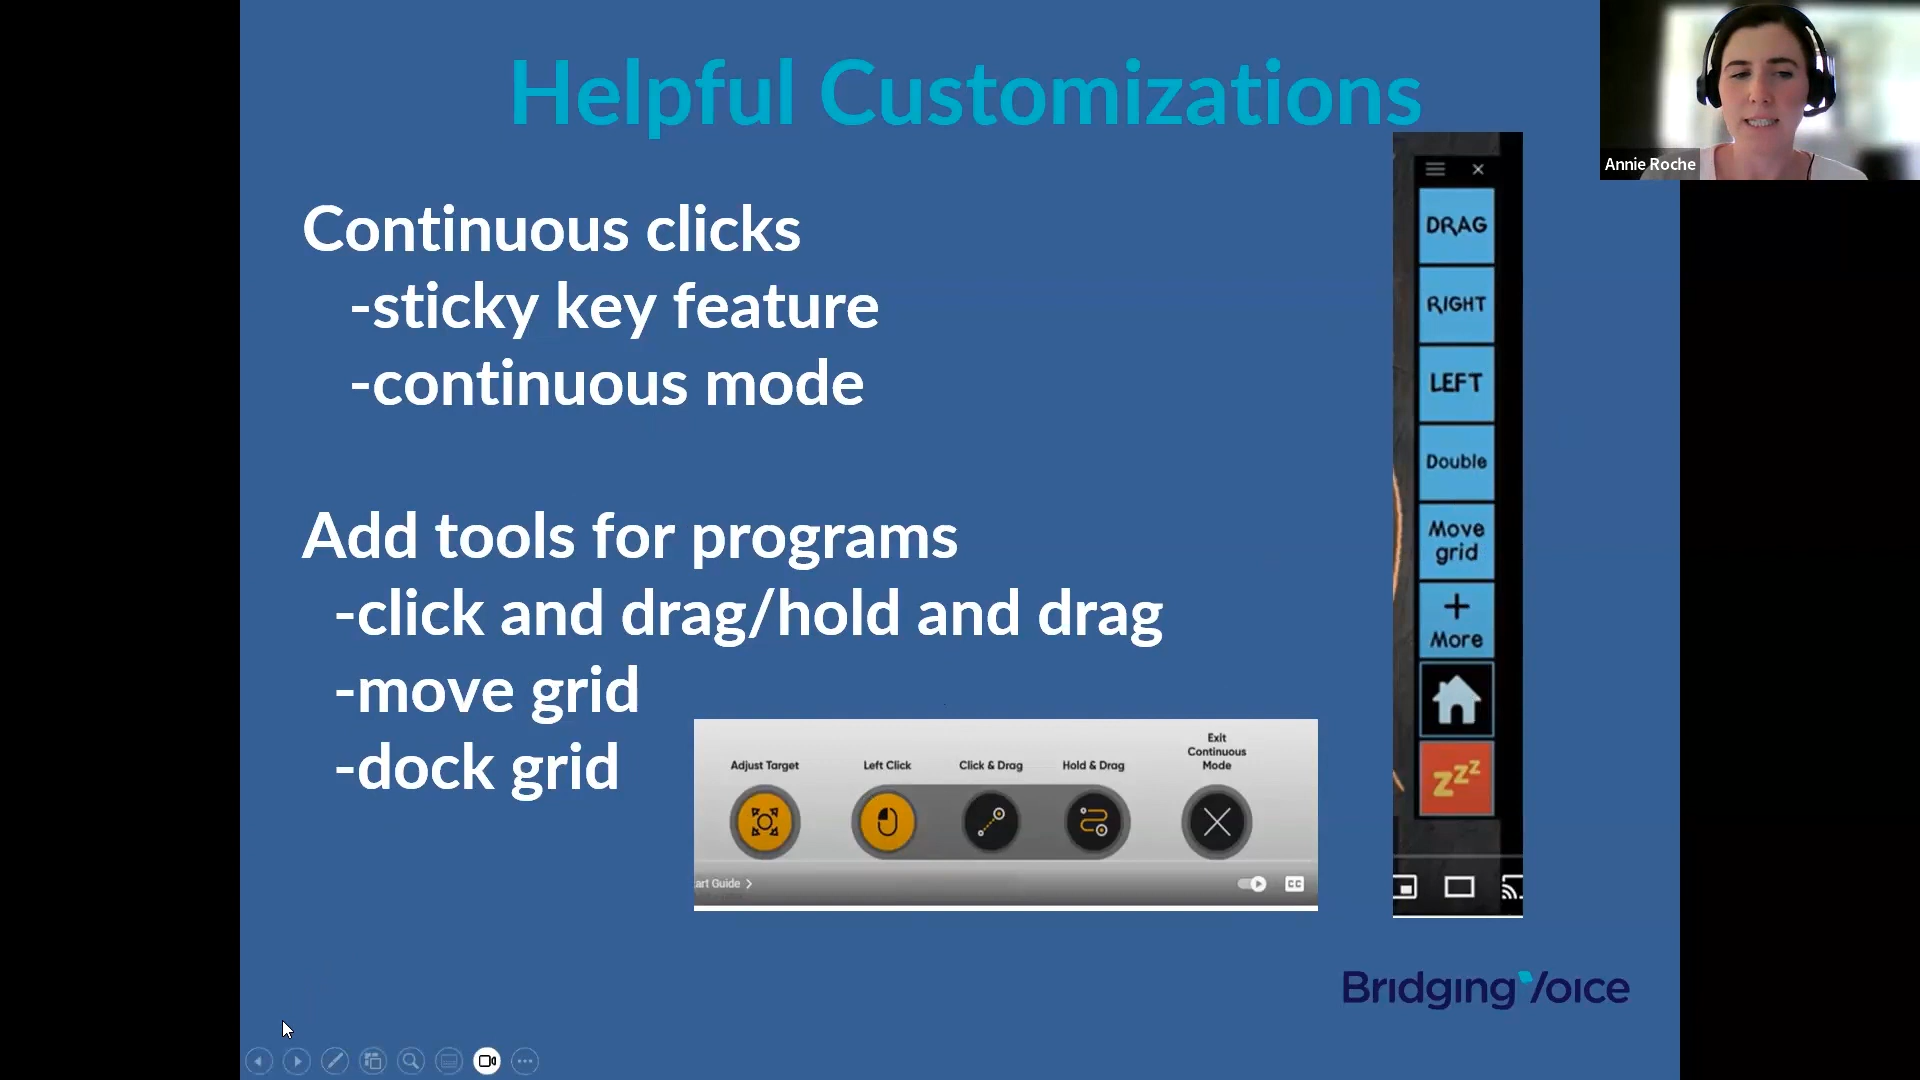 Helpful Customizations
Annie Roche
Continuous clicks
-sticky key feature
-continuous mode
Add tools for programs
-click and drag/hold and drag
-move grid
-dock grid
DRAG
RIGHT
LEFT
Double
Move
grid
+
More
zzz
Adjust Target
Left Click
Click & Drag
Hold & Drag
Exit
Continuous
Mode
art Guide
CC
BridgingVoice